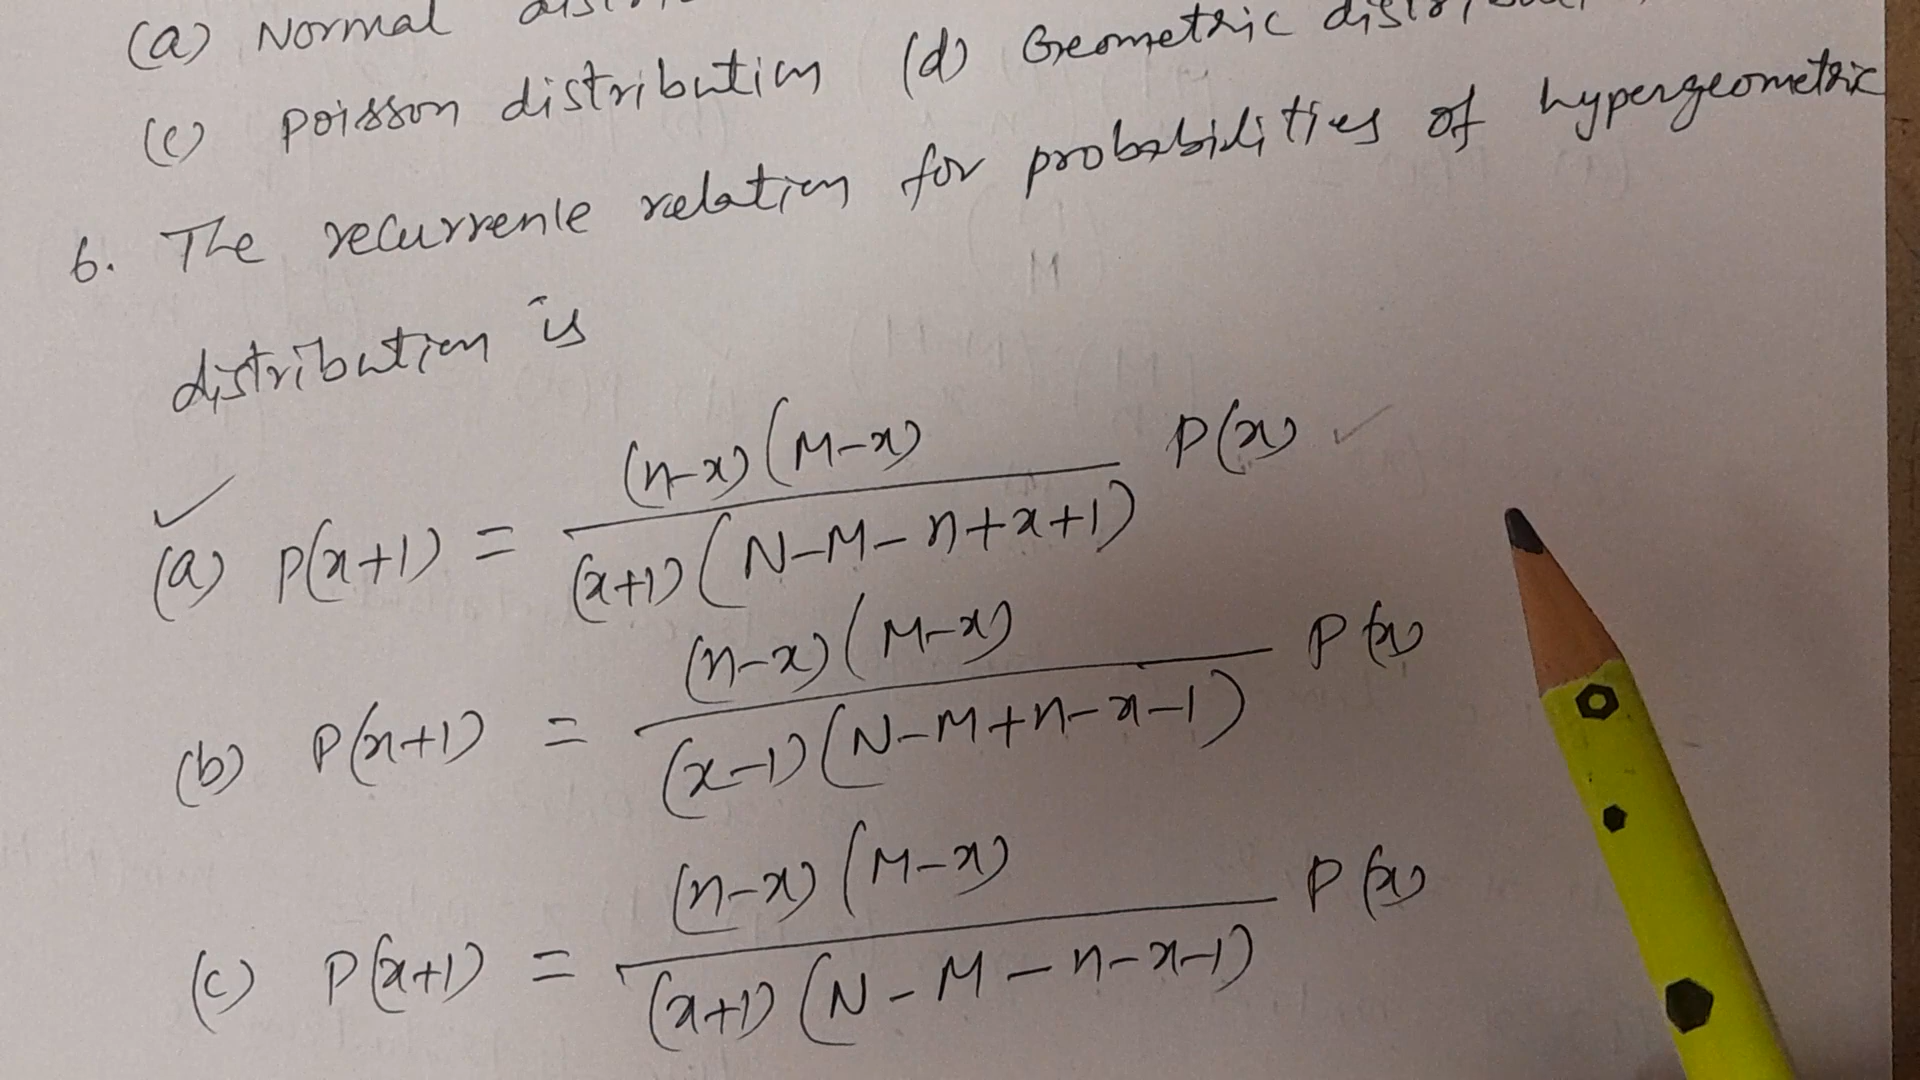 (a) Normal
(c) poisson distribution (d) Geometric
6. The recurrence relation for probabilities of hypergeometric
distribution is
✓ (a) P(x+1) = (n-x)(M-x) / (x+1)(N-M-n+x+1) P(x) ✓
(b) P(x+1) = (n-x)(M-x) / (x-1)(N-M+n-x-1) P(x)
(c) P(x+1) = (n-x)(M-x) / (x+1)(N-M-n-x-1) P(x)